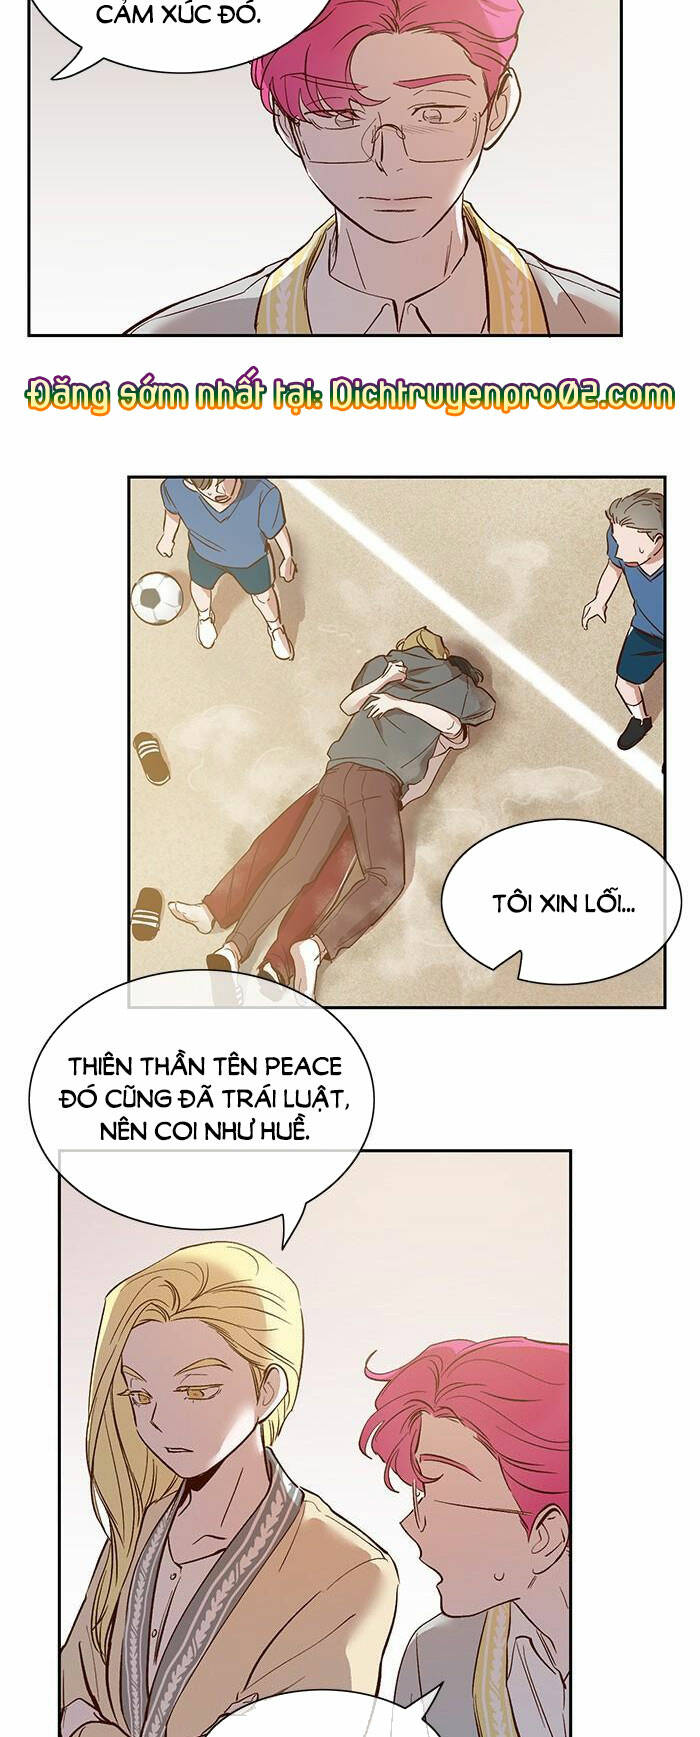 CẢM XÚC ĐÓ.
Đăng sớm nhất tại: Dichtruyenpro02.com
TÔI XIN LỖI...
THIÊN THẦN TÊN PEACE
ĐÓ CŨNG ĐÃ TRÁI LUẬT,
NÊN COI NHƯ HUỀ.